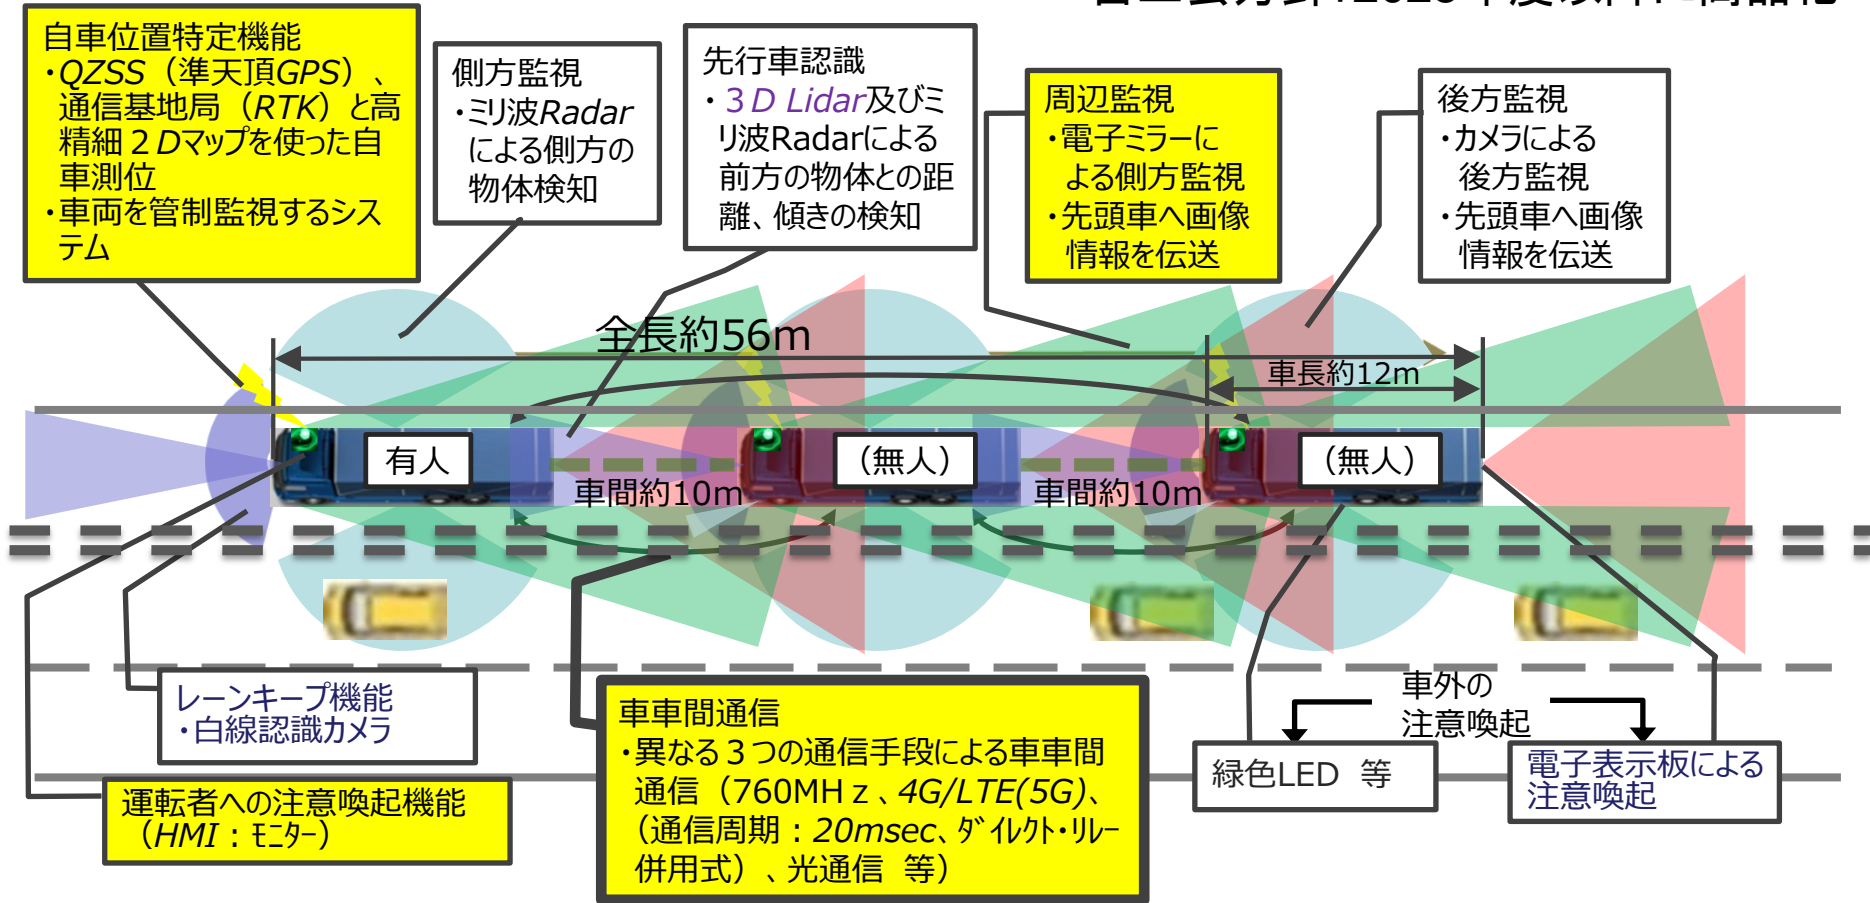 自車位置特定機能
・QZSS（準天頂GPS）、
通信基地局（RTK）と高
精細２Dマップを使った自
車測位
・車両を管制監視するシス
テム
側方監視
・ミリ波Radar
による側方の
物体検知
先行車認識
・３D Lidar及びミ
リ波Radarによる
前方の物体との距
離、傾きの検知
周辺監視
・電子ミラーに
よる側方監視
・先頭車へ画像
情報を伝送
後方監視
・カメラによる
後方監視
・先頭車へ画像
情報を伝送
全長約56m
車長約12m
有人
（無人）
（無人）
車間約10m
車間約10m
レーンキープ機能
・白線認識カメラ
運転者への注意喚起機能
（HMI：モニター）
車車間通信
・異なる３つの通信手段による車車間
通信（760MHｚ、4G/LTE(5G)、
（通信周期：20msec、ダイレクト・リレー
併用式）、光通信 等）
車外の
注意喚起
緑色LED 等
電子表示板による
注意喚起